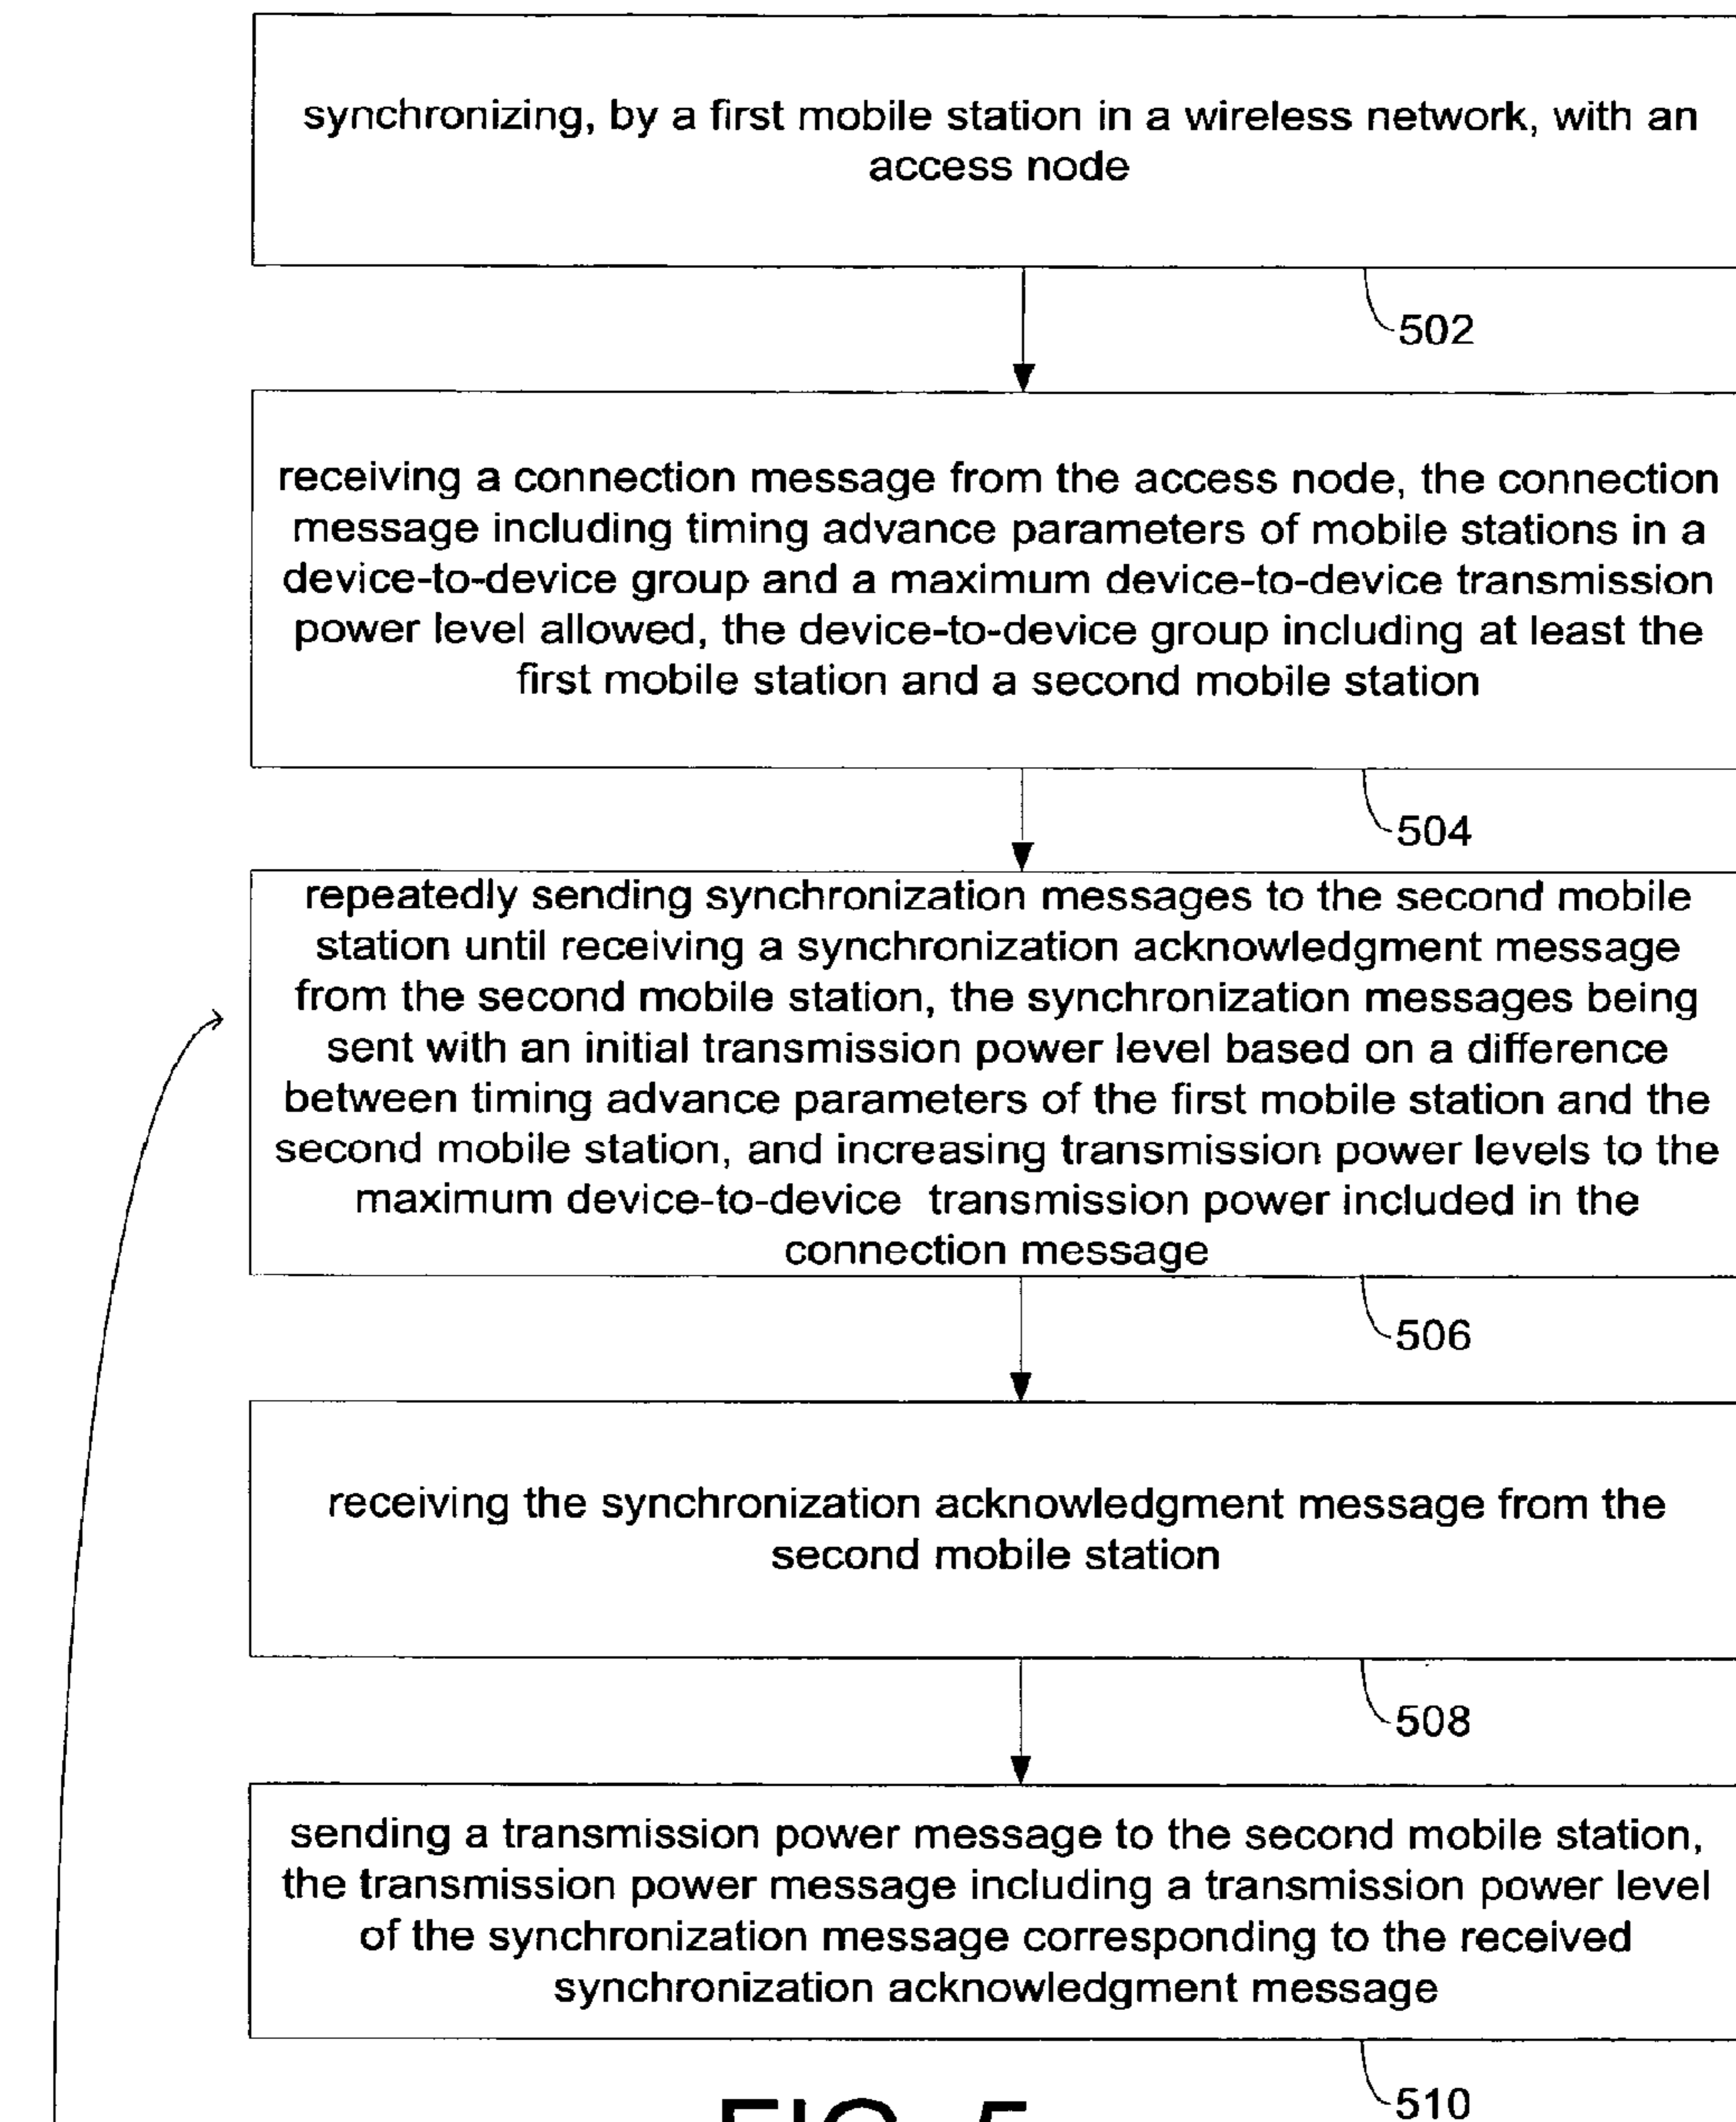 synchronizing, by a first mobile station in a wireless network, with an
access node
502
receiving a connection message from the access node, the connection
message including timing advance parameters of mobile stations in a
device-to-device group and a maximum device-to-device transmission
power level allowed, the device-to-device group including at least the
first mobile station and a second mobile station
504
repeatedly sending synchronization messages to the second mobile
station until receiving a synchronization acknowledgment message
from the second mobile station, the synchronization messages being
sent with an initial transmission power level based on a difference
between timing advance parameters of the first mobile station and the
second mobile station, and increasing transmission power levels to the
maximum device-to-device transmission power included in the
connection message
506
receiving the synchronization acknowledgment message from the
second mobile station
508
sending a transmission power message to the second mobile station,
the transmission power message including a transmission power level
of the synchronization message corresponding to the received
synchronization acknowledgment message
510
FIG. 5